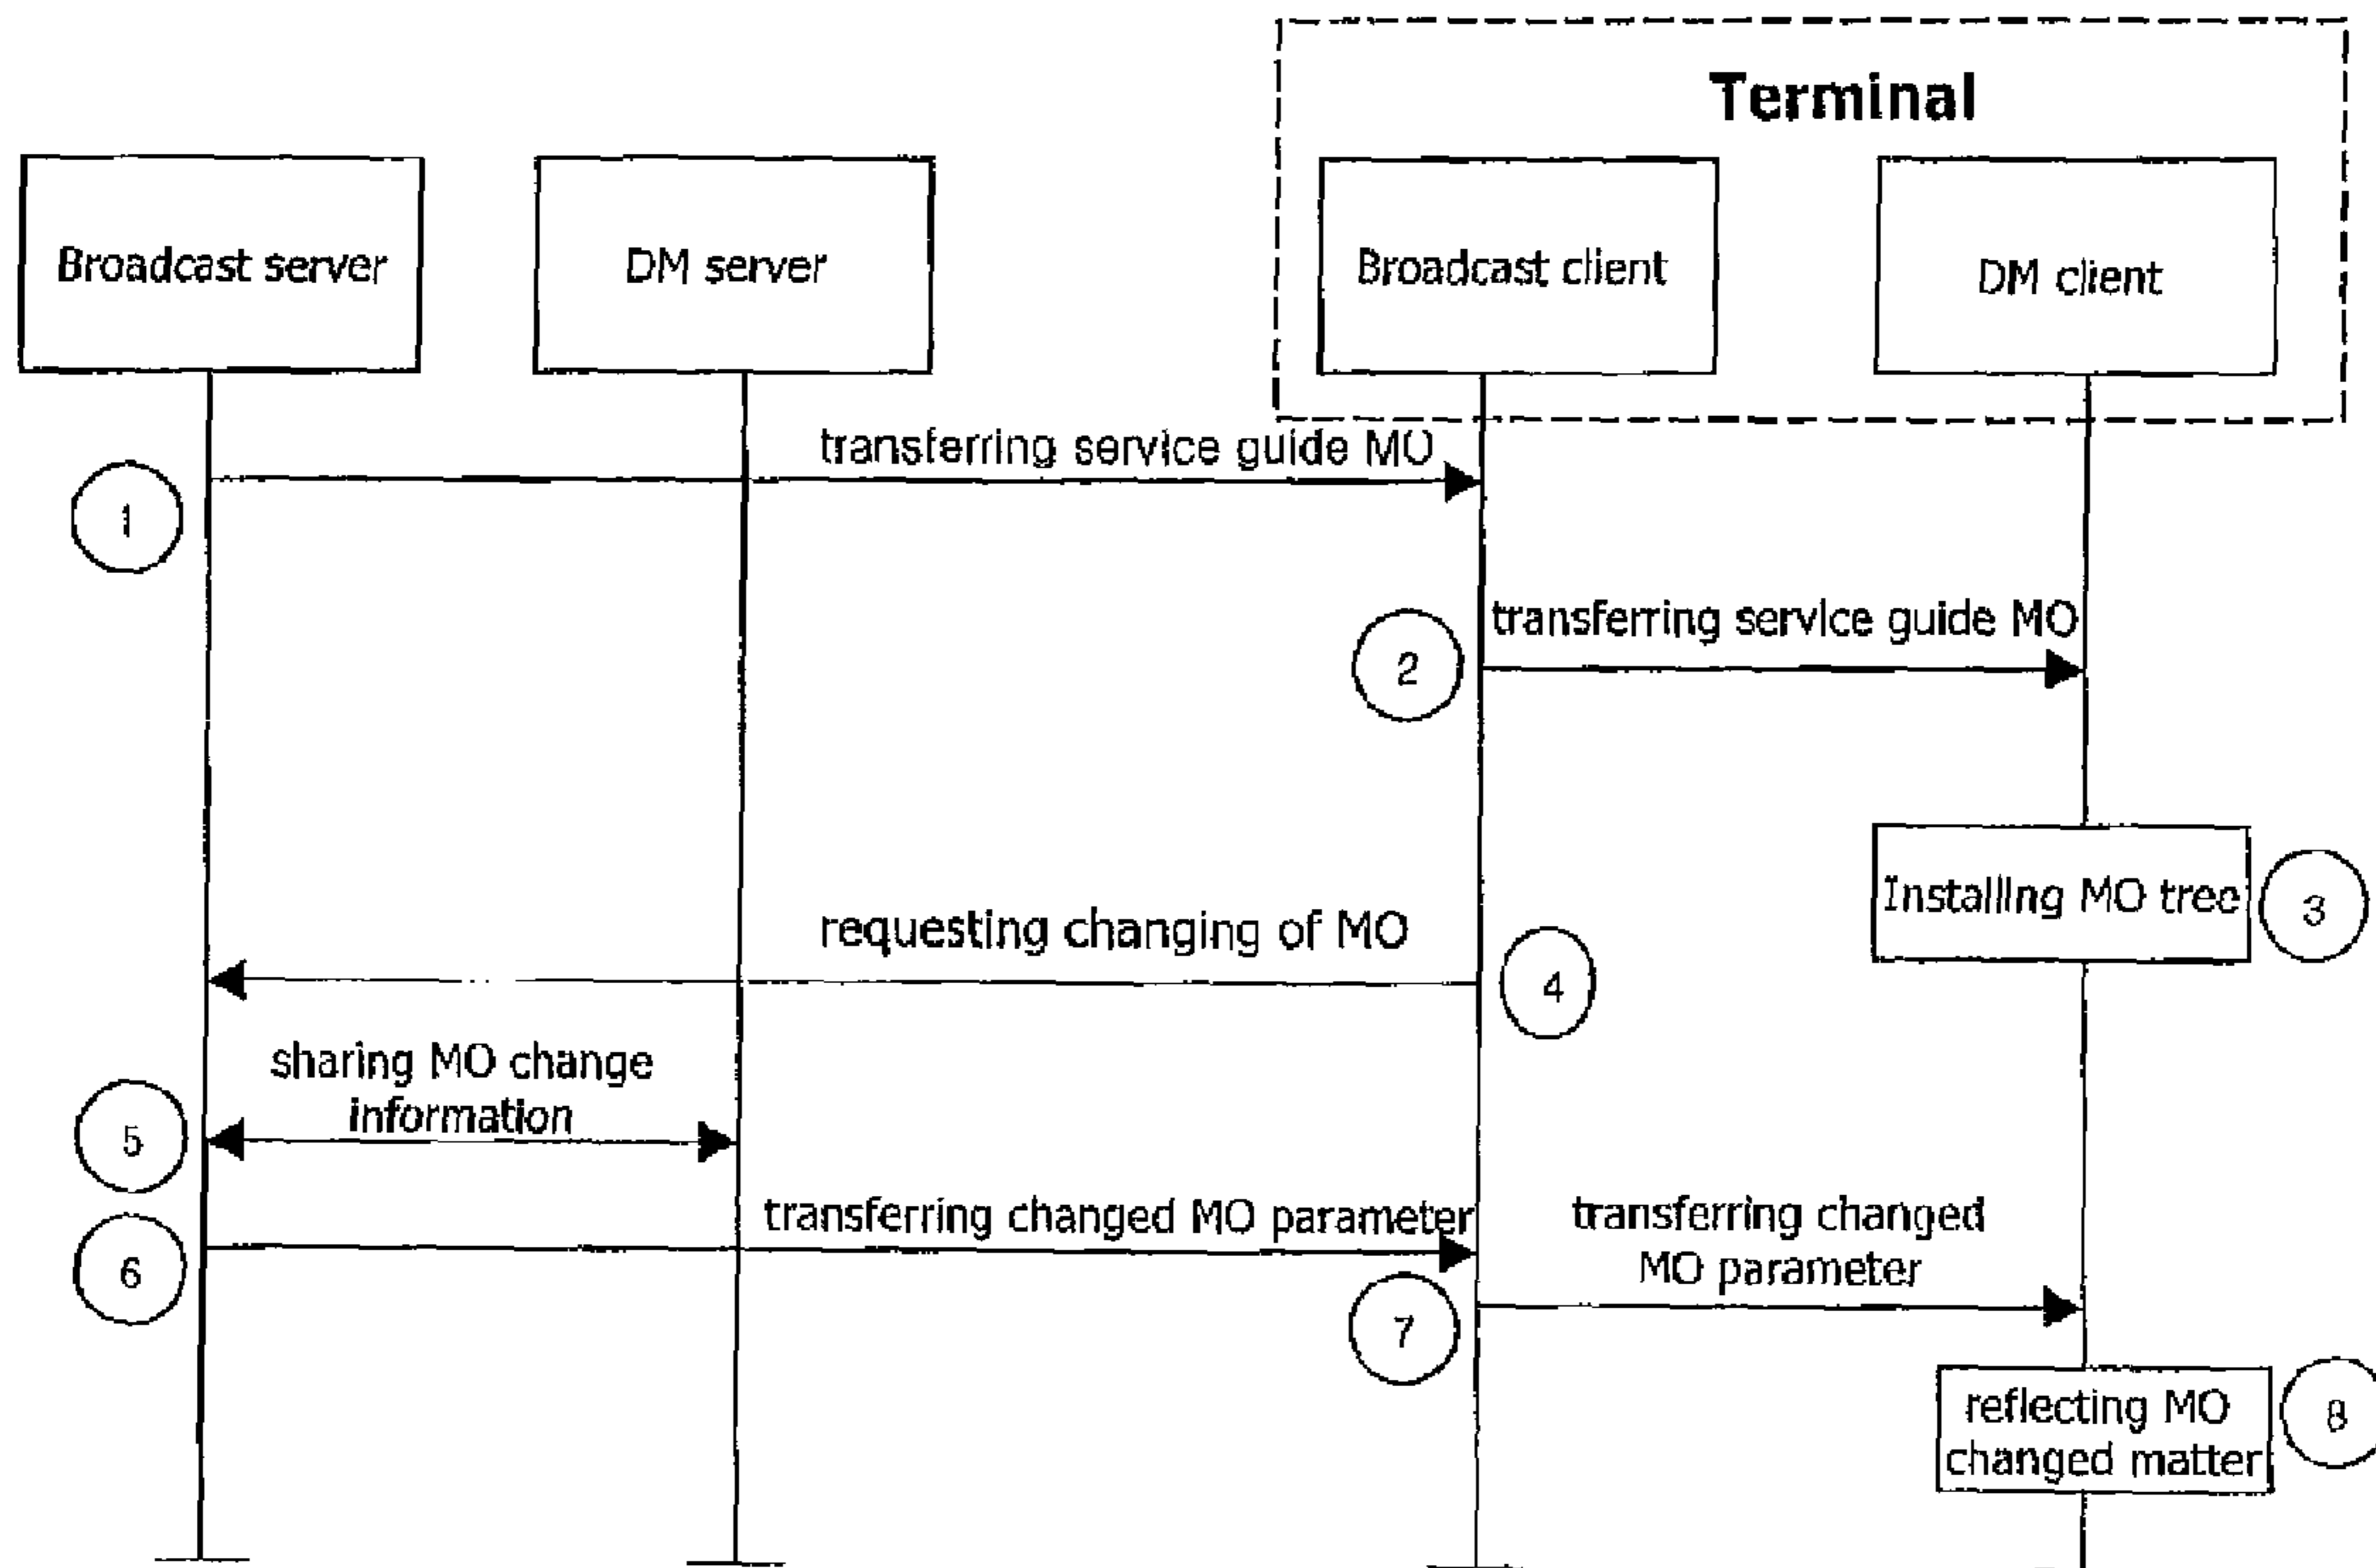 Terminal
Broadcast server
DM server
Broadcast client
DM client
transferring service guide MO
1
transferring service guide MO
2
Installing MO tree
3
requesting changing of MO
4
sharing MO change
information
5
transferring changed MO parameter
6
transferring changed
MO parameter
7
reflecting MO
changed matter
8